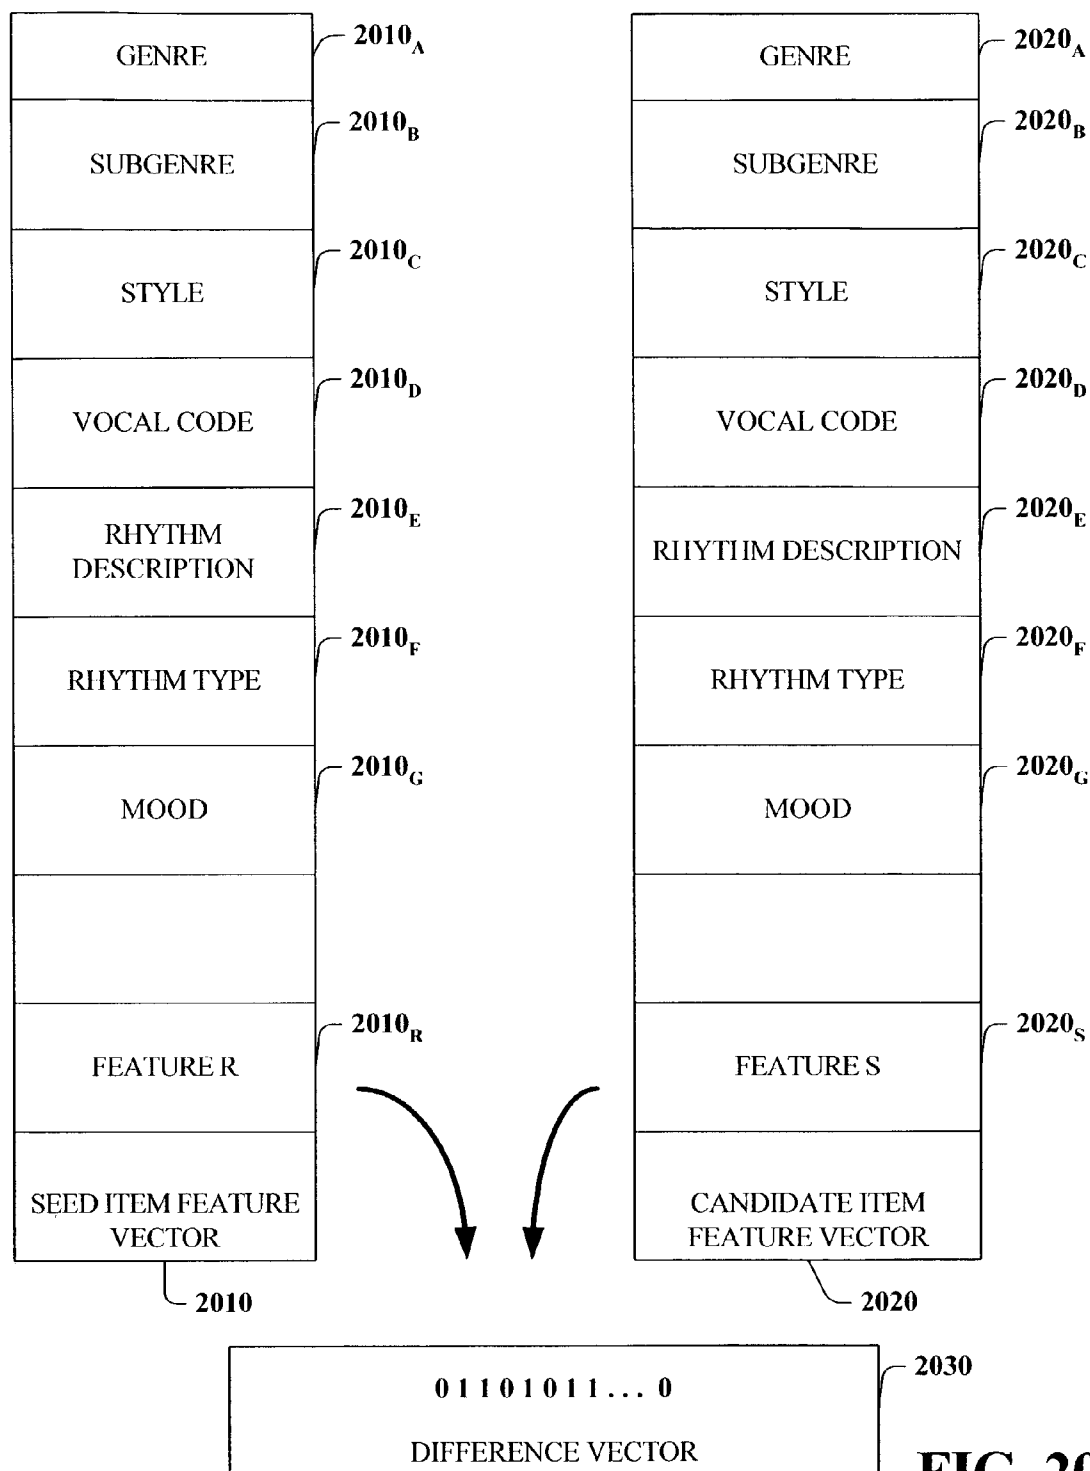 GENRE
2010A
SUBGENRE
2010B
STYLE
2010C
VOCAL CODE
2010D
RHYTHM
DESCRIPTION
2010E
RHYTHM TYPE
2010F
MOOD
2010G
FEATURE R
2010R
SEED ITEM FEATURE
VECTOR
2010
GENRE
2020A
SUBGENRE
2020B
STYLE
2020C
VOCAL CODE
2020D
RHYTHM DESCRIPTION
2020E
RHYTHM TYPE
2020F
MOOD
2020G
FEATURE S
2020S
CANDIDATE ITEM
FEATURE VECTOR
2020
0 1 1 0 1 0 1 1 . . . 0
DIFFERENCE VECTOR
2030
FIG. 20